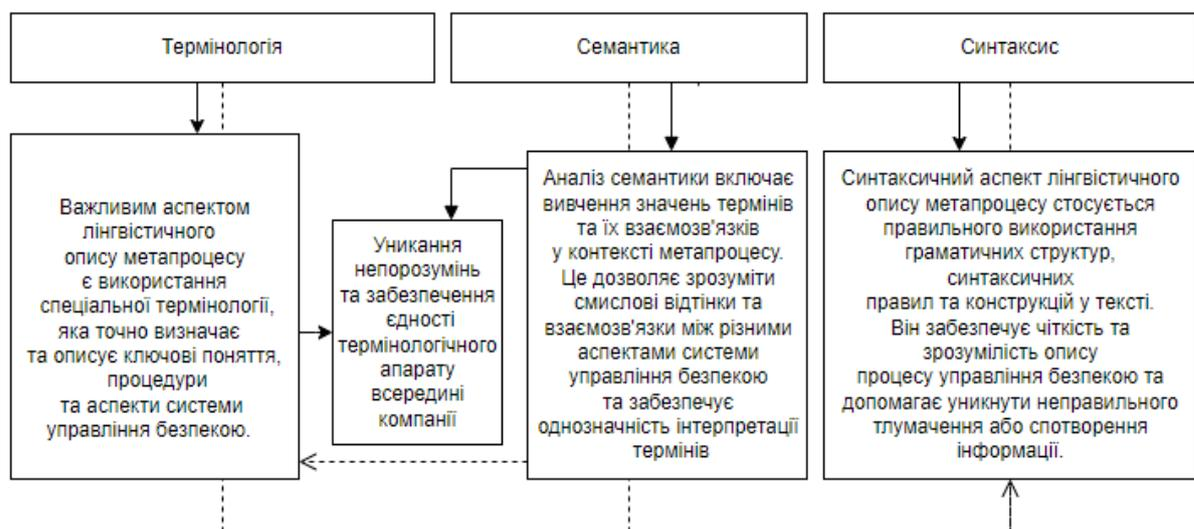 Термінологія
Семантика
Синтаксис
Важливим аспектом
лінгвістичного
опису метапроцесу
є використання
спеціальної термінології,
яка точно визначає
та описує ключові поняття,
процедури
та аспекти системи
управління безпекою.
Уникання
непорозумінь
та забезпечення
єдності
термінологічного
апарату
всередині
компанії
Аналіз семантики включає
вивчення значень термінів
та їх взаємозв'язків
у контексті метапроцесу.
Це дозволяє зрозуміти
смислові відтінки та
взаємозв'язки між різними
аспектами системи
управління безпекою
та забезпечує
однозначність інтерпретації
термінів
Синтаксичний аспект лінгвістичного
опису метапроцесу стосується
правильного використання
граматичних структур,
синтаксичних
правил та конструкцій у тексті.
Він забезпечує чіткість та
зрозумілість опису
процесу управління безпекою та
допомагає уникнути неправильного
тлумачення або спотворення
інформації.